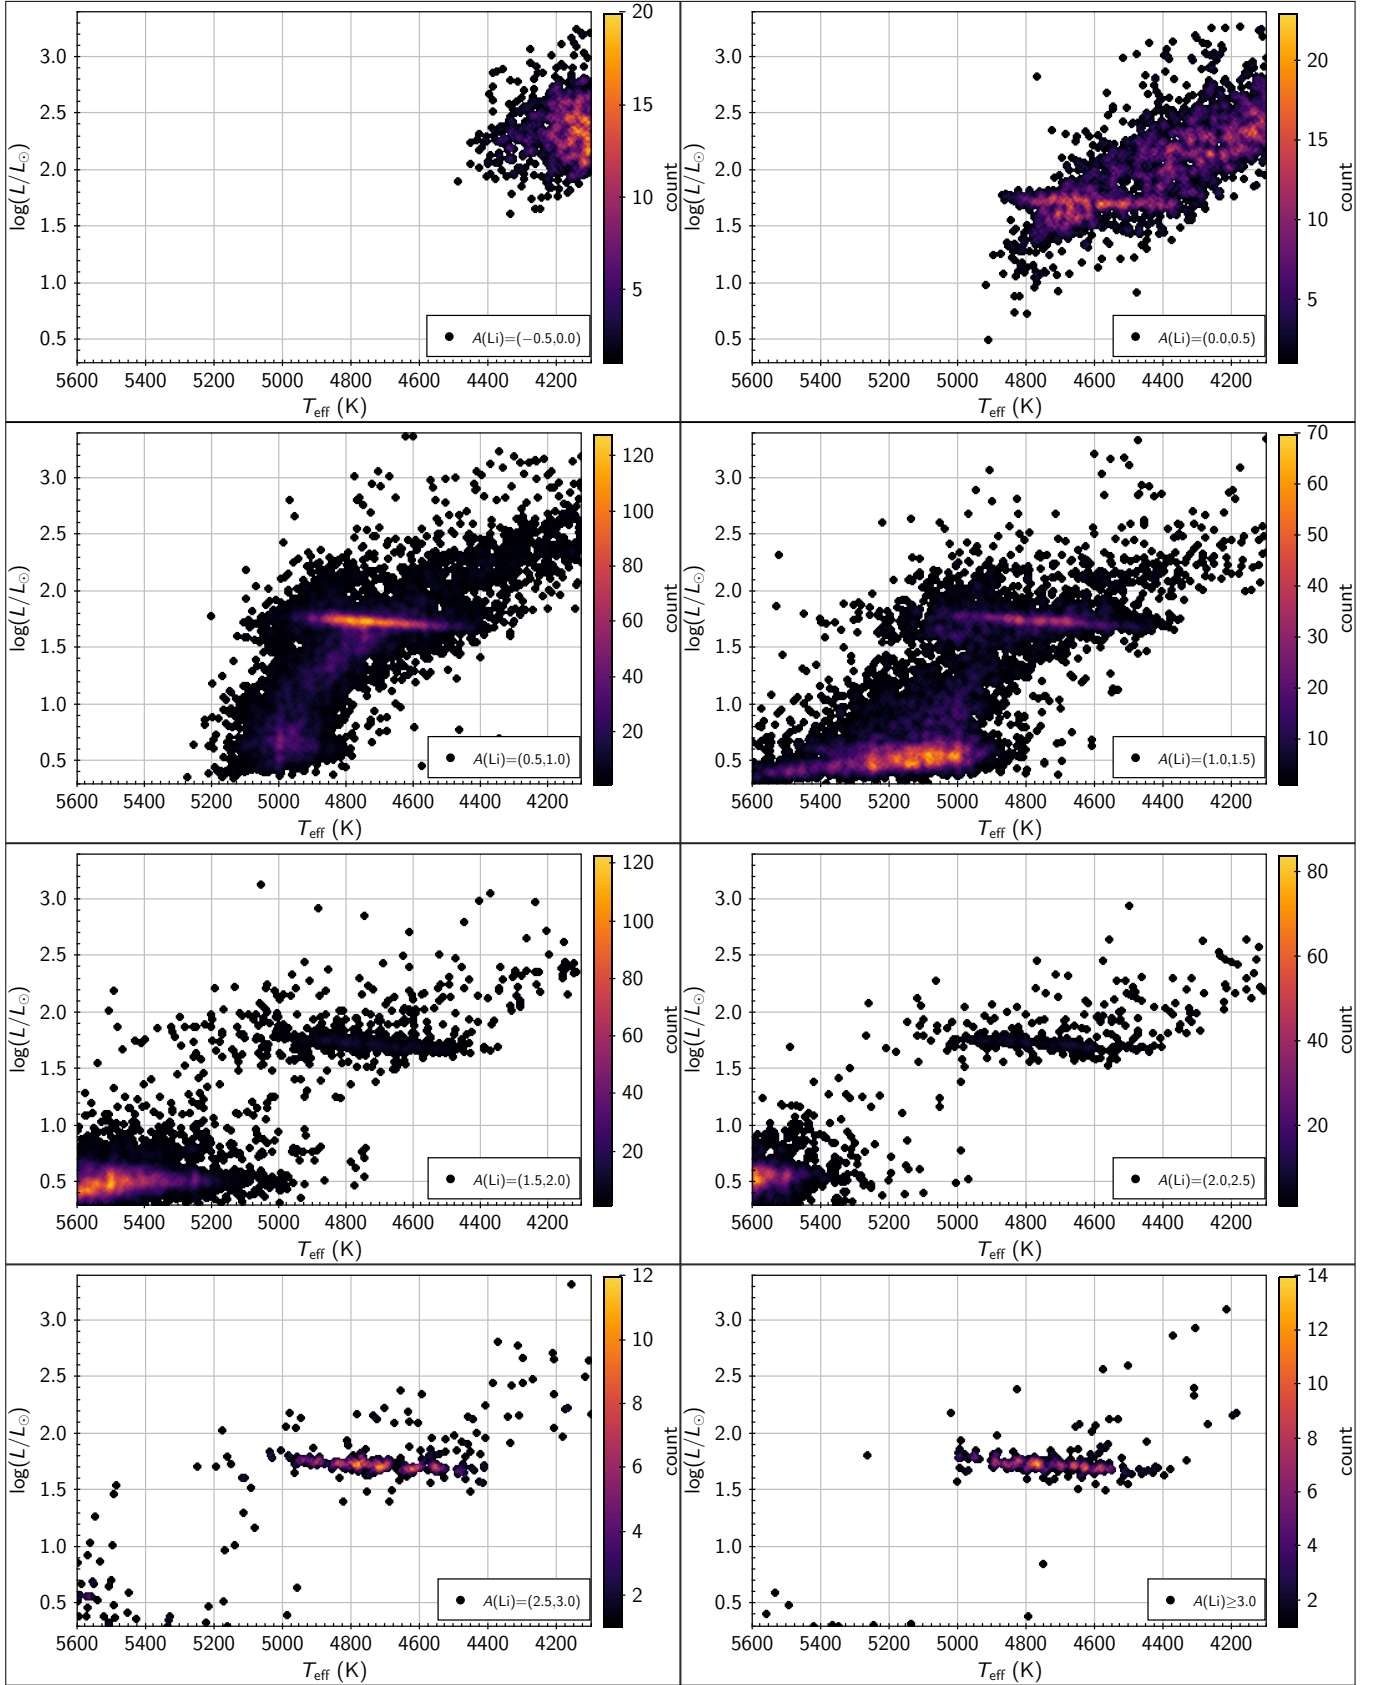 3.0
2.5
2.0
1.5
1.0
0.5
log(L/L☉)
5600 5400 5200 5000 4800 4600 4400 4200
Teff (K)
A(Li)=(−0.5,0.0)
20
15
10
5
count
3.0
2.5
2.0
1.5
1.0
0.5
log(L/L☉)
5600 5400 5200 5000 4800 4600 4400 4200
Teff (K)
A(Li)=(0.0,0.5)
20
15
10
5
count
3.0
2.5
2.0
1.5
1.0
0.5
log(L/L☉)
5600 5400 5200 5000 4800 4600 4400 4200
Teff (K)
A(Li)=(0.5,1.0)
120
100
80
60
40
20
count
3.0
2.5
2.0
1.5
1.0
0.5
log(L/L☉)
5600 5400 5200 5000 4800 4600 4400 4200
Teff (K)
A(Li)=(1.0,1.5)
70
60
50
40
30
20
10
count
3.0
2.5
2.0
1.5
1.0
0.5
log(L/L☉)
5600 5400 5200 5000 4800 4600 4400 4200
Teff (K)
A(Li)=(1.5,2.0)
120
100
80
60
40
20
count
3.0
2.5
2.0
1.5
1.0
0.5
log(L/L☉)
5600 5400 5200 5000 4800 4600 4400 4200
Teff (K)
A(Li)=(2.0,2.5)
80
60
40
20
count
3.0
2.5
2.0
1.5
1.0
0.5
log(L/L☉)
5600 5400 5200 5000 4800 4600 4400 4200
Teff (K)
A(Li)=(2.5,3.0)
12
10
8
6
4
2
count
3.0
2.5
2.0
1.5
1.0
0.5
log(L/L☉)
5600 5400 5200 5000 4800 4600 4400 4200
Teff (K)
A(Li)≥3.0
14
12
10
8
6
4
2
count